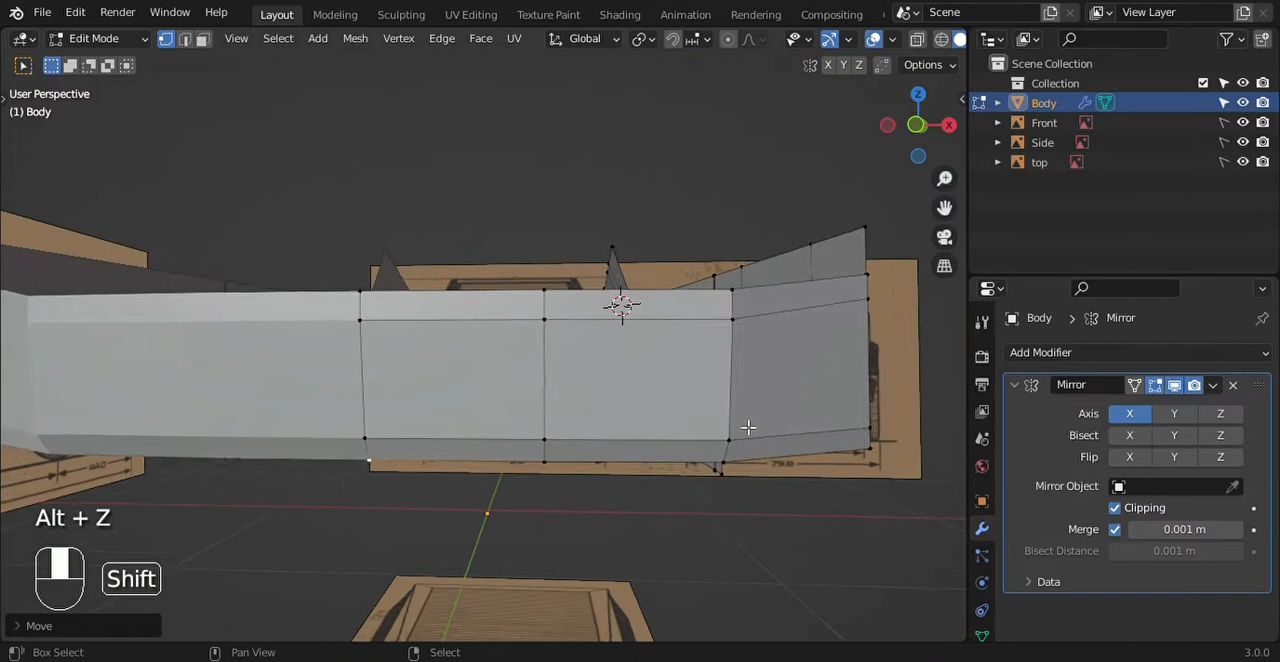 File Edit Render Window Help Layout Modeling Sculpting UV Editing Texture Paint Shading Animation Rendering Compositing Scene View Layer
Edit Mode View Select Add Mesh Vertex Edge Face UV Global
X Y Z Options
User Perspective
(1) Body
Z
X
Scene Collection
Collection
Body
Front
Side
top
Body Mirror
Add Modifier
Mirror
Axis X Y Z
Bisect X Y Z
Flip X Y Z
Mirror Object
Clipping
Merge 0.001 m
Bisect Distance 0.001 m
Data
Alt + Z
Shift
Move
Box Select Pan View Select 3.0.0